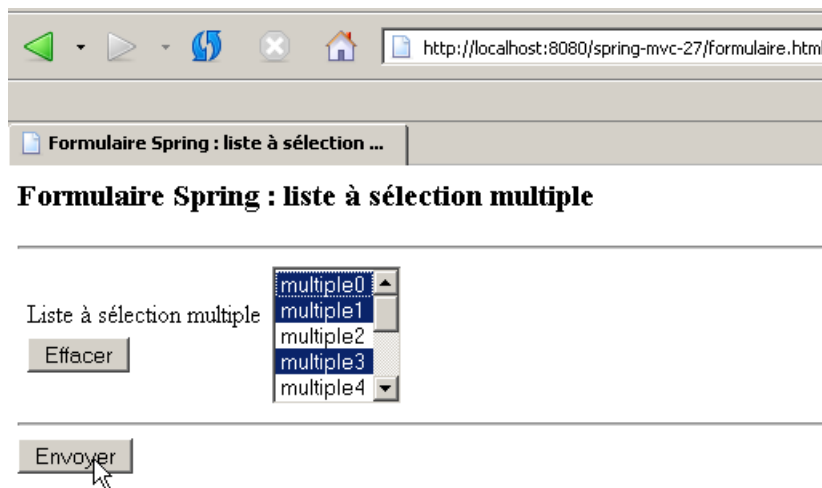 http://localhost:8080/spring-mvc-27/formulaire.html
Formulaire Spring : liste à sélection ...
Formulaire Spring : liste à sélection multiple
multiple0
multiple1
Liste à sélection multiple
multiple2
Effacer
multiple3
multiple4
Envoyer